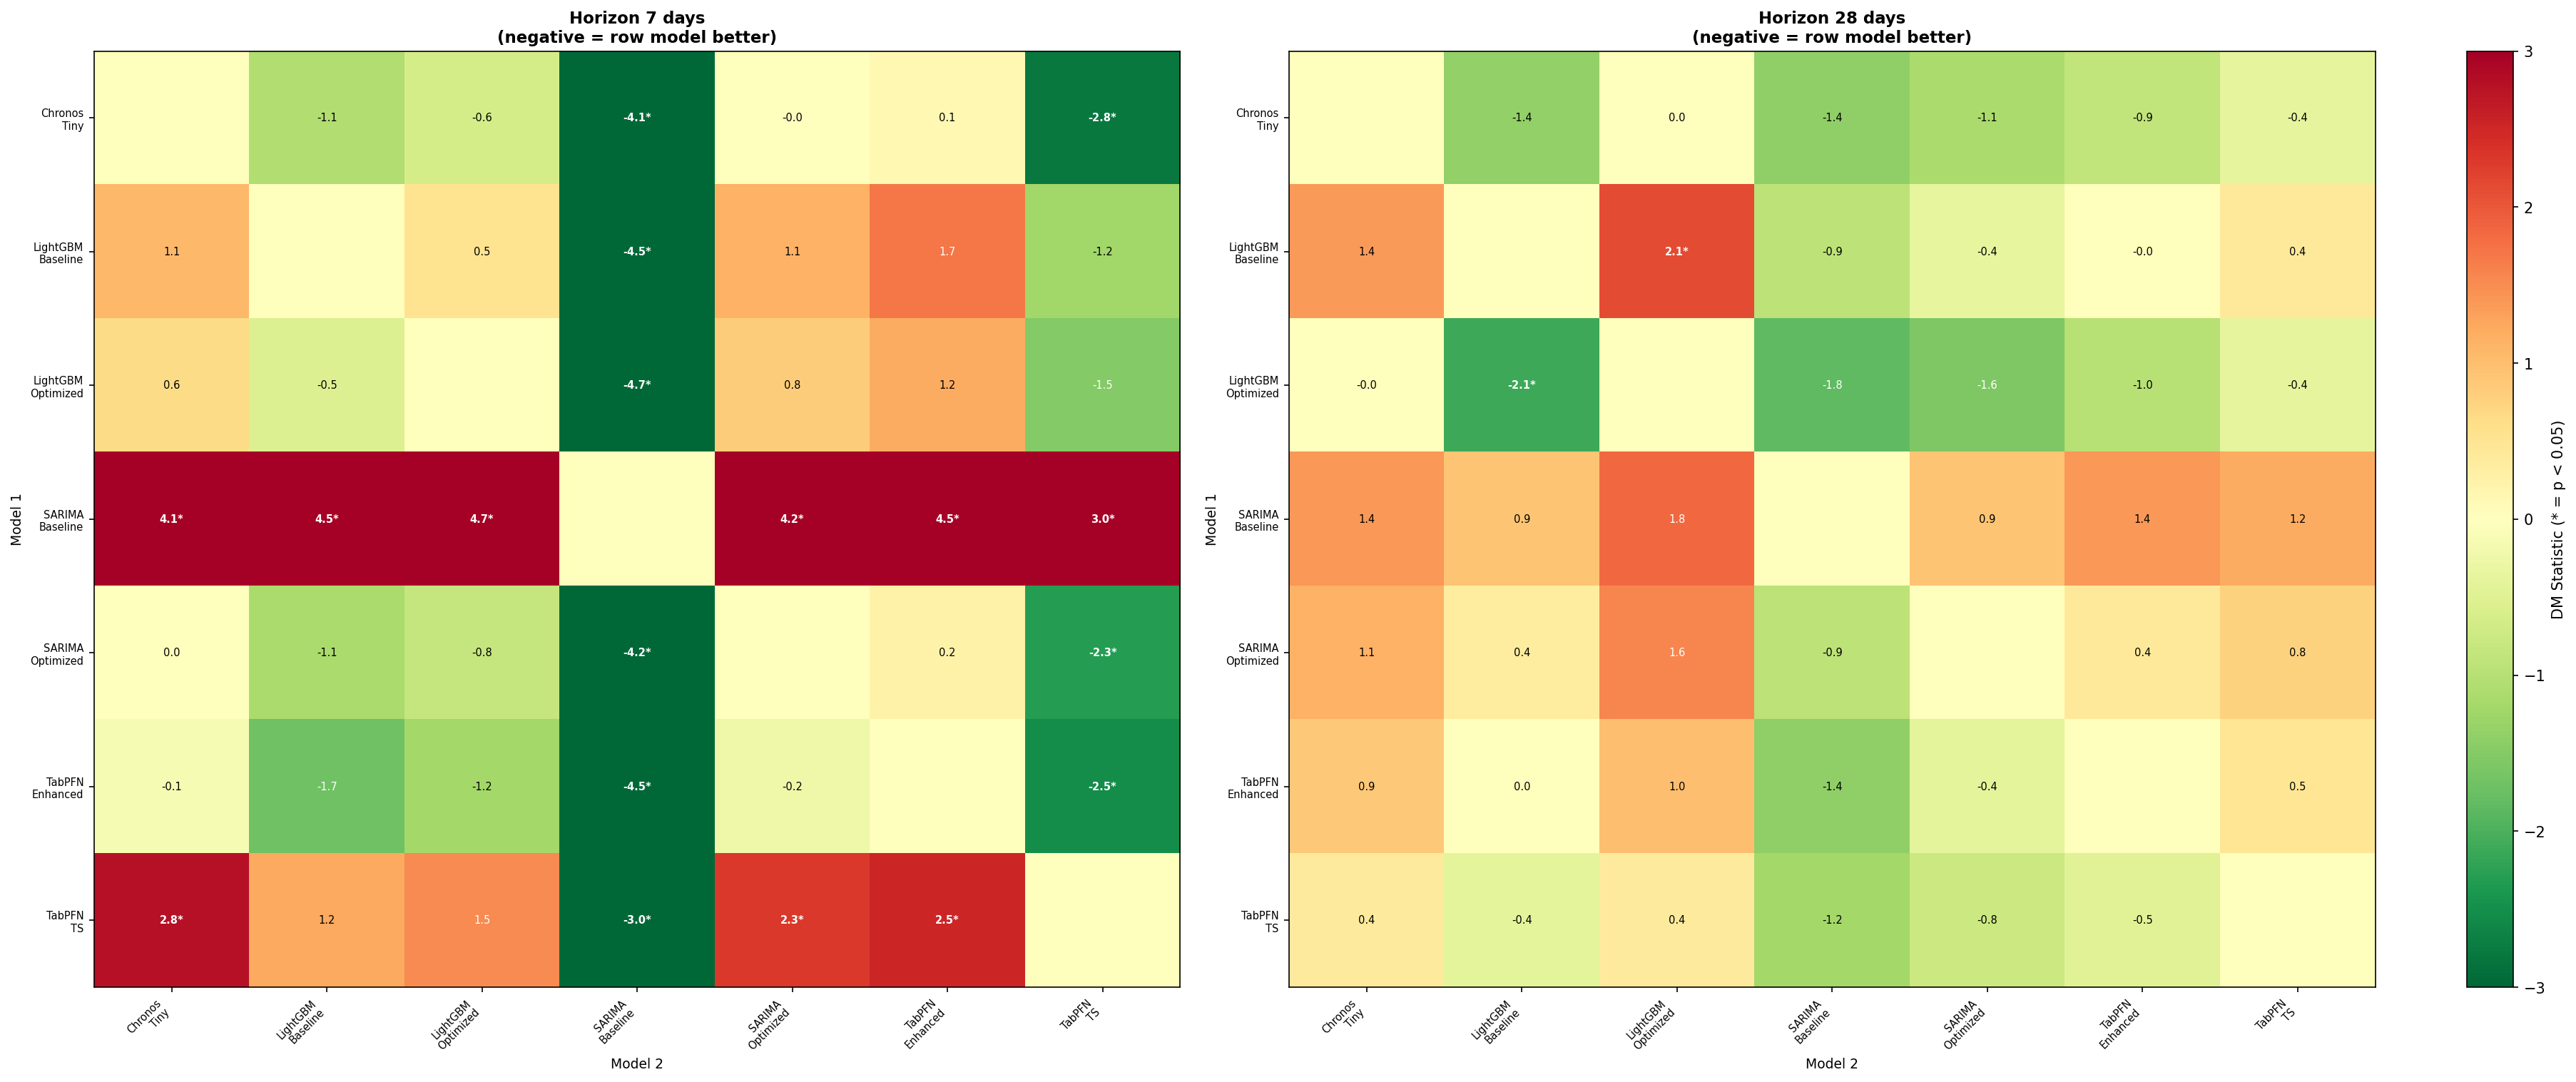 Horizon 7 days
(negative = row model better)
Chronos
Tiny
-1.1
-0.6
-4.1*
-0.0
0.1
-2.8*
LightGBM
Baseline
1.1
0.5
-4.5*
1.1
1.7
-1.2
LightGBM
Optimized
0.6
-0.5
-4.7*
0.8
1.2
-1.5
Model 1
SARIMA
Baseline
4.1*
4.5*
4.7*
4.2*
4.5*
3.0*
SARIMA
Optimized
0.0
-1.1
-0.8
-4.2*
0.2
-2.3*
TabPFN
Enhanced
-0.1
-1.7
-1.2
-4.5*
-0.2
-2.5*
TabPFN
TS
2.8*
1.2
1.5
-3.0*
2.3*
2.5*
Chronos
Tiny
LightGBM
Baseline
LightGBM
Optimized
SARIMA
Baseline
SARIMA
Optimized
TabPFN
Enhanced
TabPFN
TS
Model 2
Horizon 28 days
(negative = row model better)
Chronos
Tiny
-1.4
0.0
-1.4
-1.1
-0.9
-0.4
LightGBM
Baseline
1.4
2.1*
-0.9
-0.4
-0.0
0.4
LightGBM
Optimized
-0.0
-2.1*
-1.8
-1.6
-1.0
-0.4
Model 1
SARIMA
Baseline
1.4
0.9
1.8
0.9
1.4
1.2
SARIMA
Optimized
1.1
0.4
1.6
-0.9
0.4
0.8
TabPFN
Enhanced
0.9
0.0
1.0
-1.4
-0.4
0.5
TabPFN
TS
0.4
-0.4
0.4
-1.2
-0.8
-0.5
Chronos
Tiny
LightGBM
Baseline
LightGBM
Optimized
SARIMA
Baseline
SARIMA
Optimized
TabPFN
Enhanced
TabPFN
TS
Model 2
3
2
1
0
−1
−2
−3
DM Statistic (* = p < 0.05)